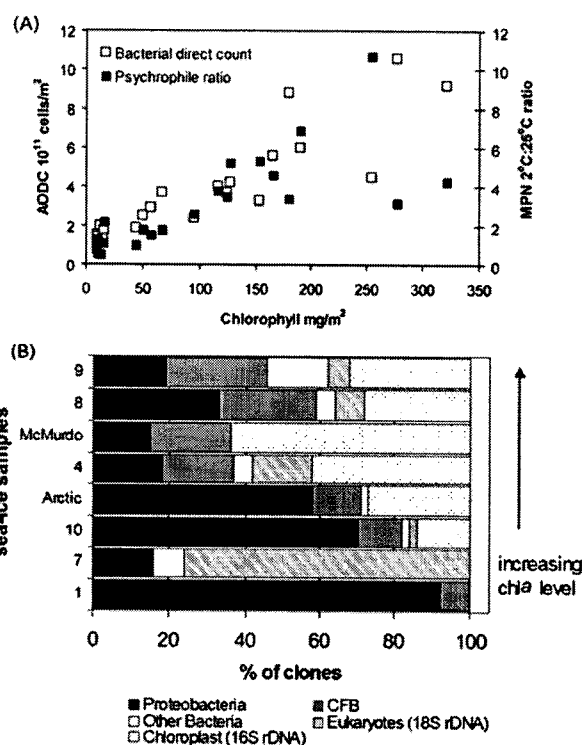 (A)
Bacterial direct count
Psychrophile ratio
AODC 10¹¹ cells/m²
12
10
8
6
4
2
0
12
10
8
6
4
2
0
MPN 2°C:25°C ratio
0 50 100 150 200 250 300 350
Chlorophyll mg/m²
(B)
sea-ice samples
9
8
McMurdo
4
Arctic
10
7
1
increasing
chla level
0 20 40 60 80 100
% of clones
Proteobacteria CFB
Other Bacteria Eukaryotes (18S rDNA)
Chloroplast (16S rDNA)